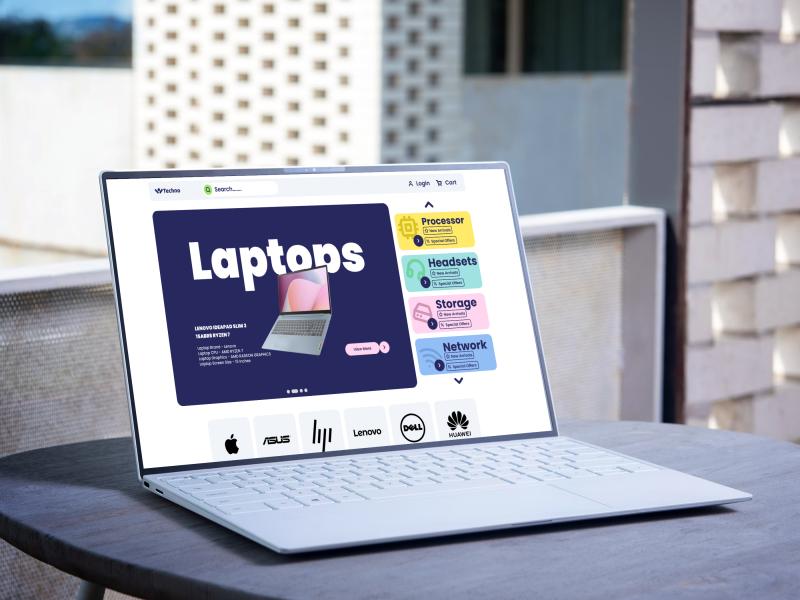 Techno
Search......
Login
Cart
Laptops
LENOVO IDEAPAD SLIM 3
15ABR8 RYZEN 7
Laptop Brand - Lenovo
Laptop CPU - AMD RYZEN 7
Laptop Graphics - AMD RADEON GRAPHICS
Laptop Screen Size - 15 Inches
View More
Processor
New Arrivals
Special Offers
Headsets
New Arrivals
Special Offers
Storage
New Arrivals
Special Offers
Network
New Arrivals
Special Offers
ASUS
hp
Lenovo
DELL
HUAWEI